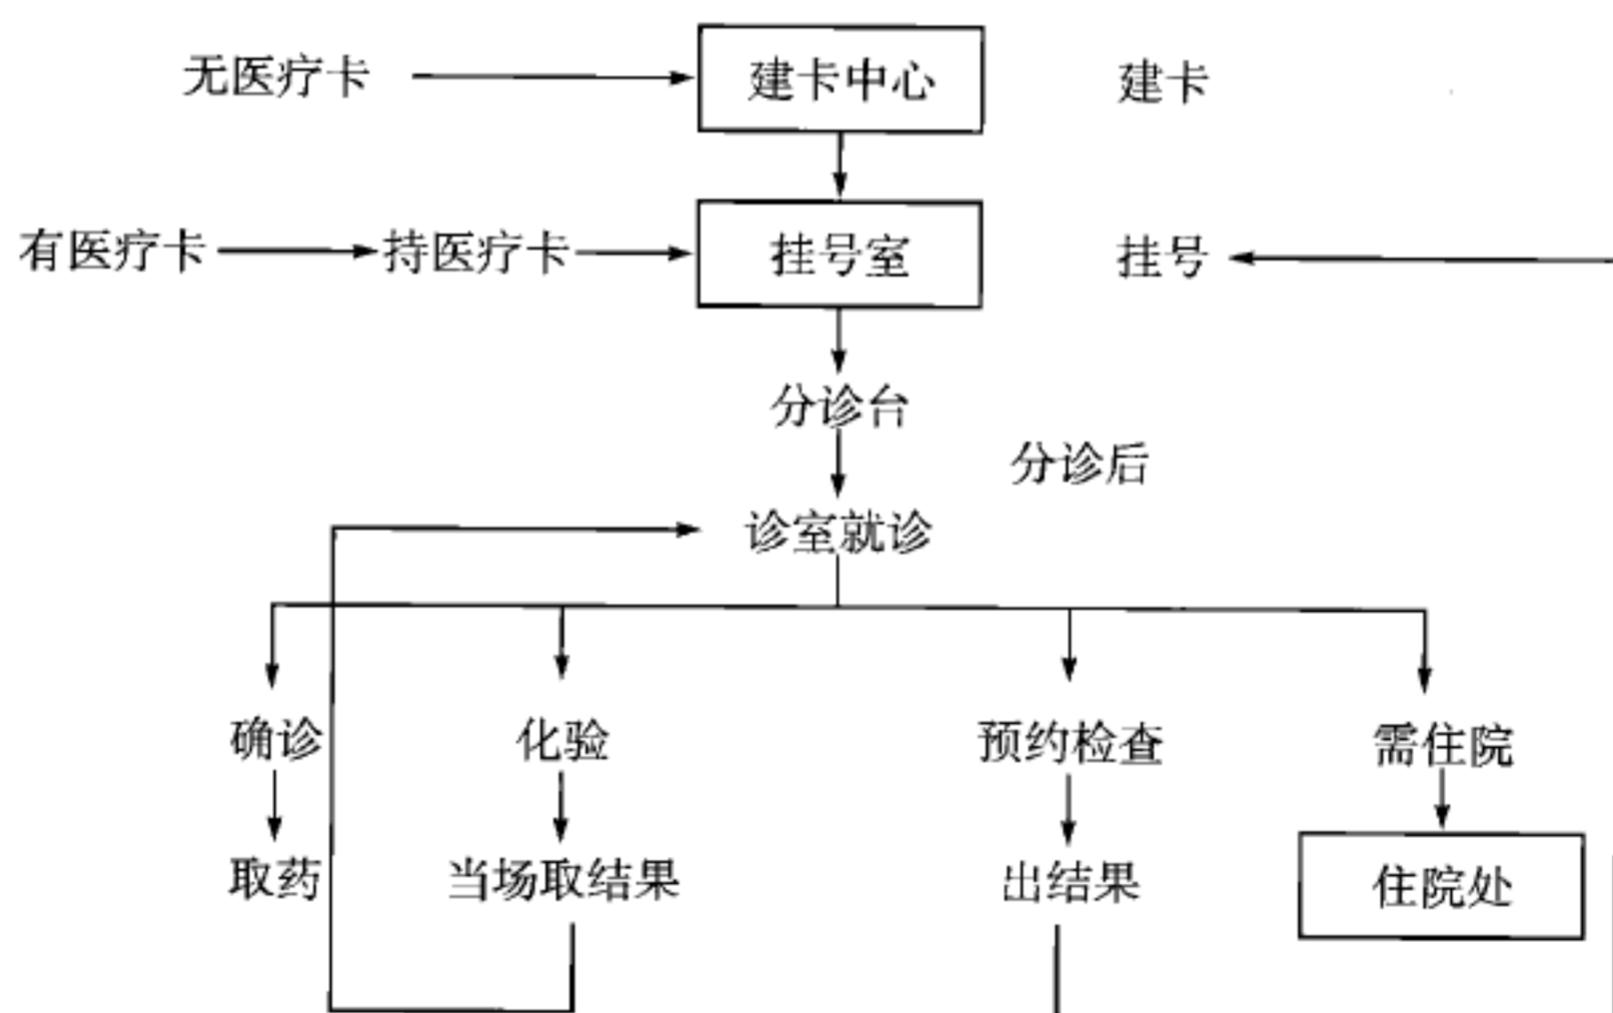 无医疗卡 建卡中心 建卡
有医疗卡 持医疗卡 挂号室 挂号
分诊台
分诊后
诊室就诊
确诊 化验 预约检查 需住院
取药 当场取结果 出结果 住院处